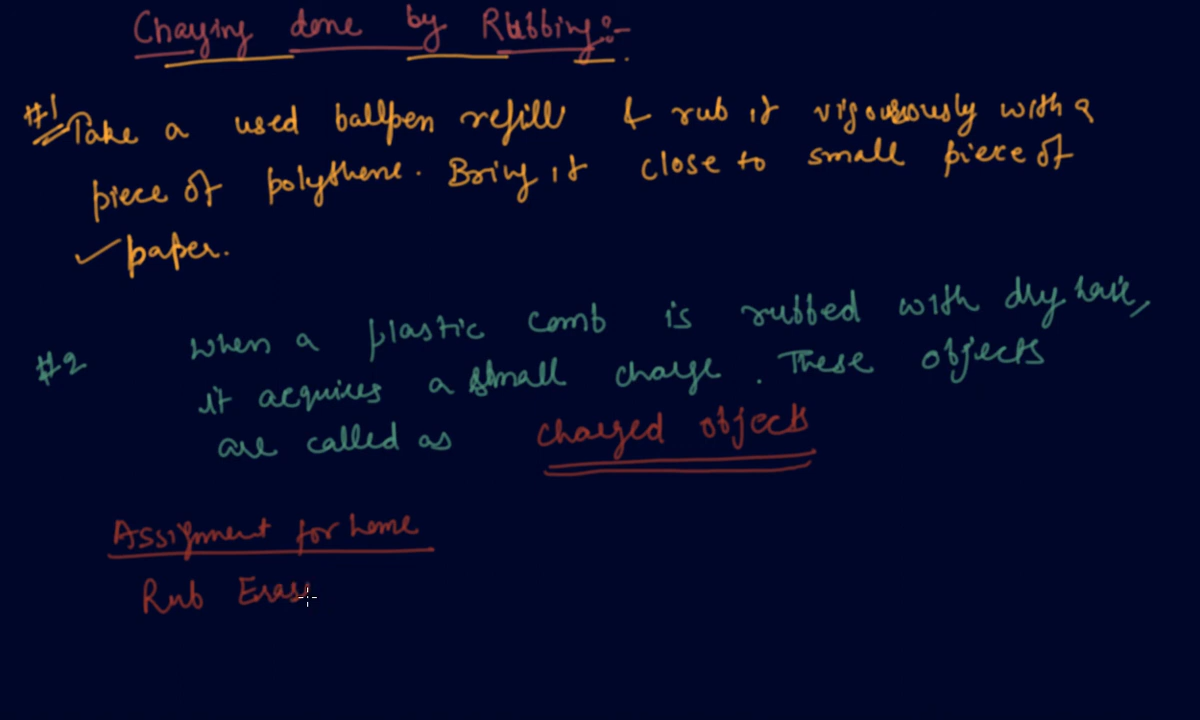 Charging done by Rubbing:-
#1 Take a used ballpen refill & rub it vigourously with a
piece of polythene. Bring it close to small piece of
paper.
#2 When a plastic comb is rubbed with dry hair,
it acquires a small charge. These objects
are called as charged objects
Assignment for home
Rub Eras